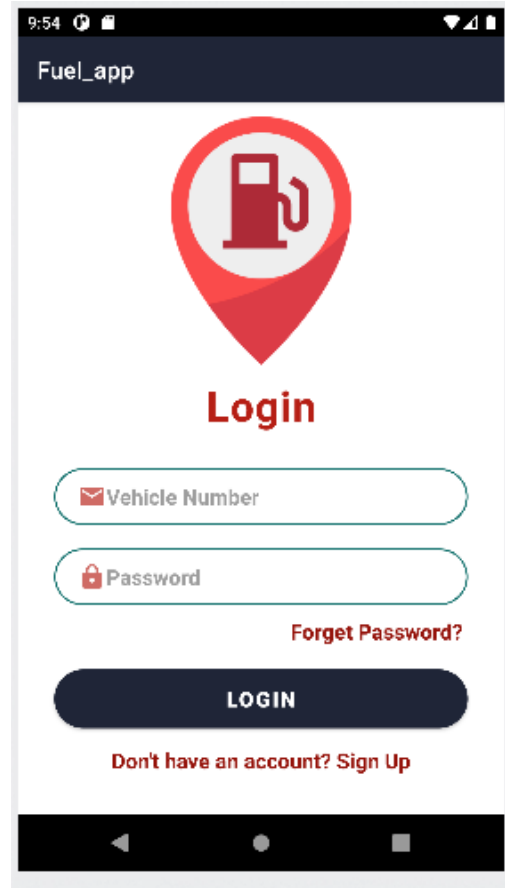 9:54
Fuel_app
Login
Vehicle Number
Password
Forget Password?
LOGIN
Don't have an account? Sign Up